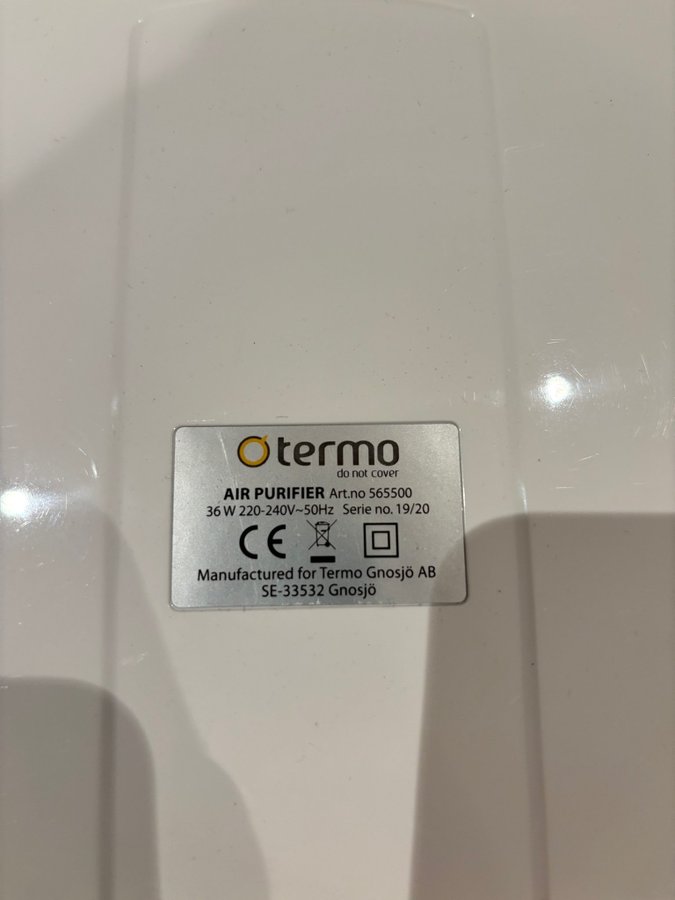 termo
do not cover
AIR PURIFIER Art.no 565500
36 W 220-240V~50Hz Serie no. 19/20
CE
Manufactured for Termo Gnosjö AB
SE-33532 Gnosjö